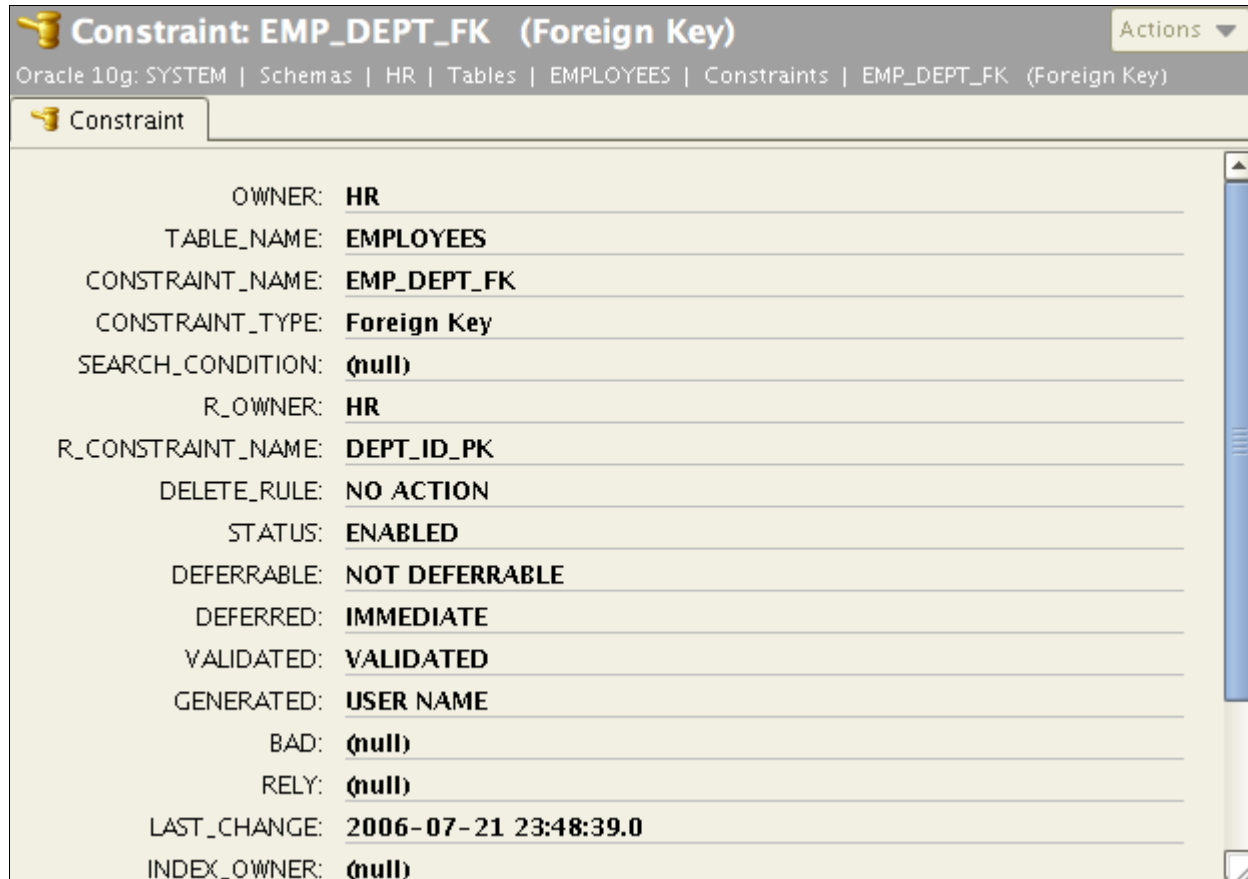 Constraint: EMP_DEPT_FK (Foreign Key)
Actions
Oracle 10g: SYSTEM | Schemas | HR | Tables | EMPLOYEES | Constraints | EMP_DEPT_FK (Foreign Key)
Constraint
OWNER: HR
TABLE_NAME: EMPLOYEES
CONSTRAINT_NAME: EMP_DEPT_FK
CONSTRAINT_TYPE: Foreign Key
SEARCH_CONDITION: (null)
R_OWNER: HR
R_CONSTRAINT_NAME: DEPT_ID_PK
DELETE_RULE: NO ACTION
STATUS: ENABLED
DEFERRABLE: NOT DEFERRABLE
DEFERRED: IMMEDIATE
VALIDATED: VALIDATED
GENERATED: USER NAME
BAD: (null)
RELY: (null)
LAST_CHANGE: 2006-07-21 23:48:39.0
INDEX_OWNER: (null)